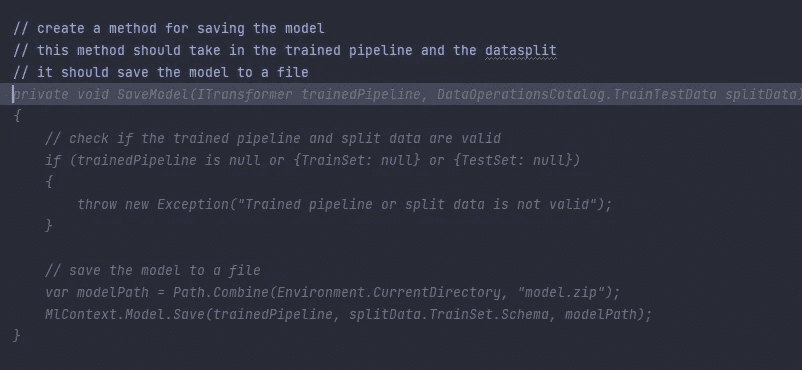 // create a method for saving the model
// this method should take in the trained pipeline and the datasplit
// it should save the model to a file
private void SaveModel(ITransformer trainedPipeline, DataOperationsCatalog.TrainTestData splitData)
{
    // check if the trained pipeline and split data are valid
    if (trainedPipeline is null or {TrainSet: null} or {TestSet: null})
    {
        throw new Exception("Trained pipeline or split data is not valid");
    }

    // save the model to a file
    var modelPath = Path.Combine(Environment.CurrentDirectory, "model.zip");
    MlContext.Model.Save(trainedPipeline, splitData.TrainSet.Schema, modelPath);
}